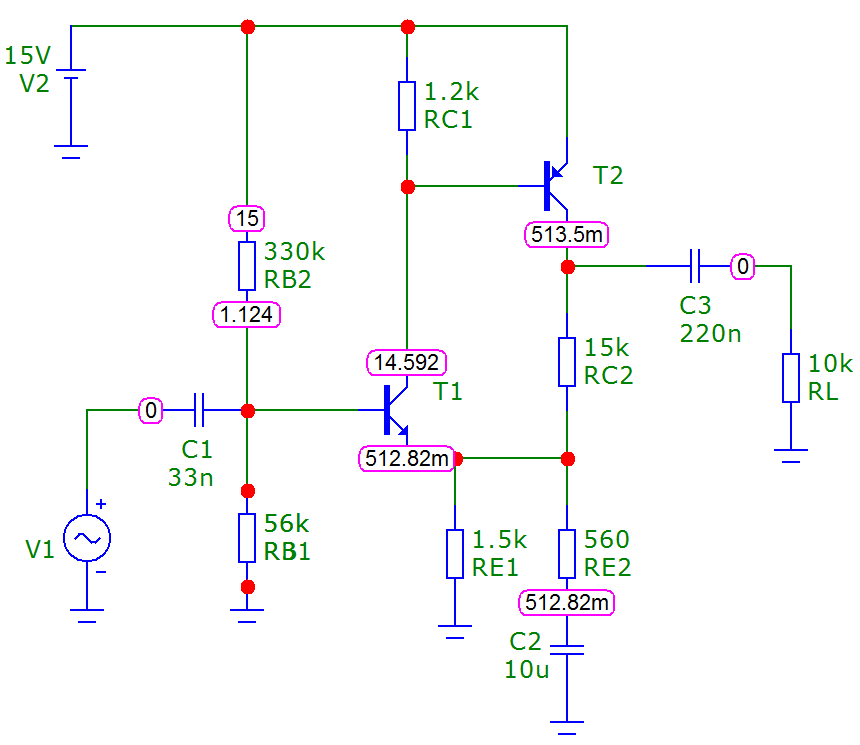 15V
V2
1.2k
RC1
T2
15
513.5m
330k
RB2
0
1.124
C3
220n
15k
RC2
10k
RL
14.592
T1
0
C1
33n
512.82m
V1
+
−
56k
RB1
1.5k
RE1
560
RE2
512.82m
C2
10u